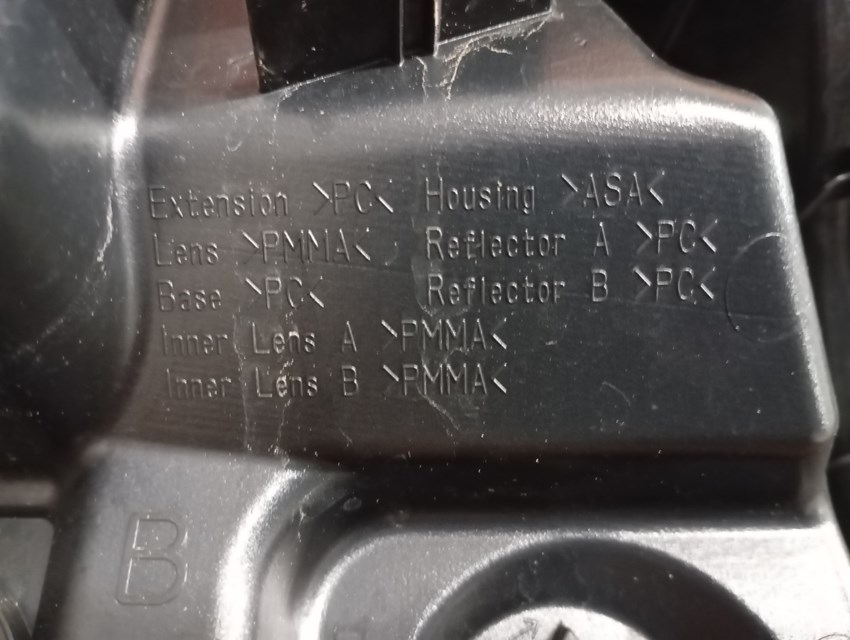 Extension >PC< Housing >ASA<
Lens >PMMA< Reflector A >PC<
Base >PC< Reflector B >PC<
Inner Lens A >PMMA<
Inner Lens B >PMMA<
B